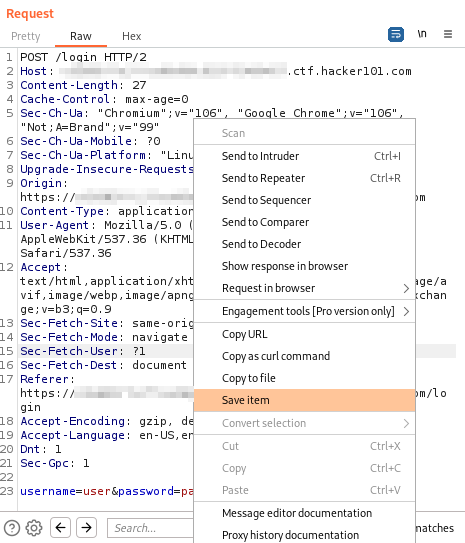 Request
Pretty Raw Hex \n
1 POST /login HTTP/2
2 Host: .ctf.hacker101.com
3 Content-Length: 27
4 Cache-Control: max-age=0
5 Sec-Ch-Ua: "Chromium";v="106", "Google Chrome";v="106",
"Not;A=Brand";v="99"
6 Sec-Ch-Ua-Mobile: ?0
7 Sec-Ch-Ua-Platform: "Linu
8 Upgrade-Insecure-Requests
9 Origin:
https:// om
10 Content-Type: application
11 User-Agent: Mozilla/5.0 (
AppleWebKit/537.36 (KHTML
Safari/537.36
12 Accept:
text/html,application/xht mage/a
vif,image/webp,image/apng xchan
ge;v=b3;q=0.9
13 Sec-Fetch-Site: same-orig
14 Sec-Fetch-Mode: navigate
15 Sec-Fetch-User: ?1
16 Sec-Fetch-Dest: document
17 Referer:
https:// om/lo
gin
18 Accept-Encoding: gzip, de
19 Accept-Language: en-US,en
20 Dnt: 1
21 Sec-Gpc: 1
22
23 username=user&password=pa
Scan
Send to Intruder Ctrl+I
Send to Repeater Ctrl+R
Send to Sequencer
Send to Comparer
Send to Decoder
Show response in browser
Request in browser
Engagement tools [Pro version only]
Copy URL
Copy as curl command
Copy to file
Save item
Convert selection
Cut Ctrl+X
Copy Ctrl+C
Paste Ctrl+V
Message editor documentation
Proxy history documentation
Search... matches